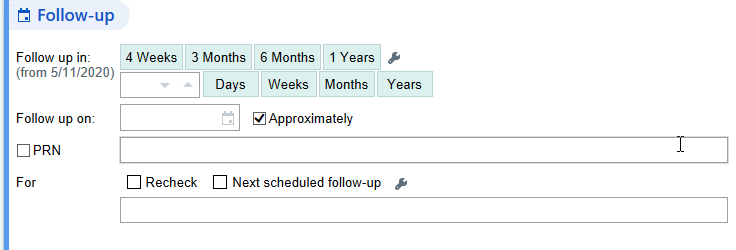 Follow-up
Follow up in: 4 Weeks 3 Months 6 Months 1 Years
(from 5/11/2020) Days Weeks Months Years
Follow up on: Approximately
PRN
For Recheck Next scheduled follow-up